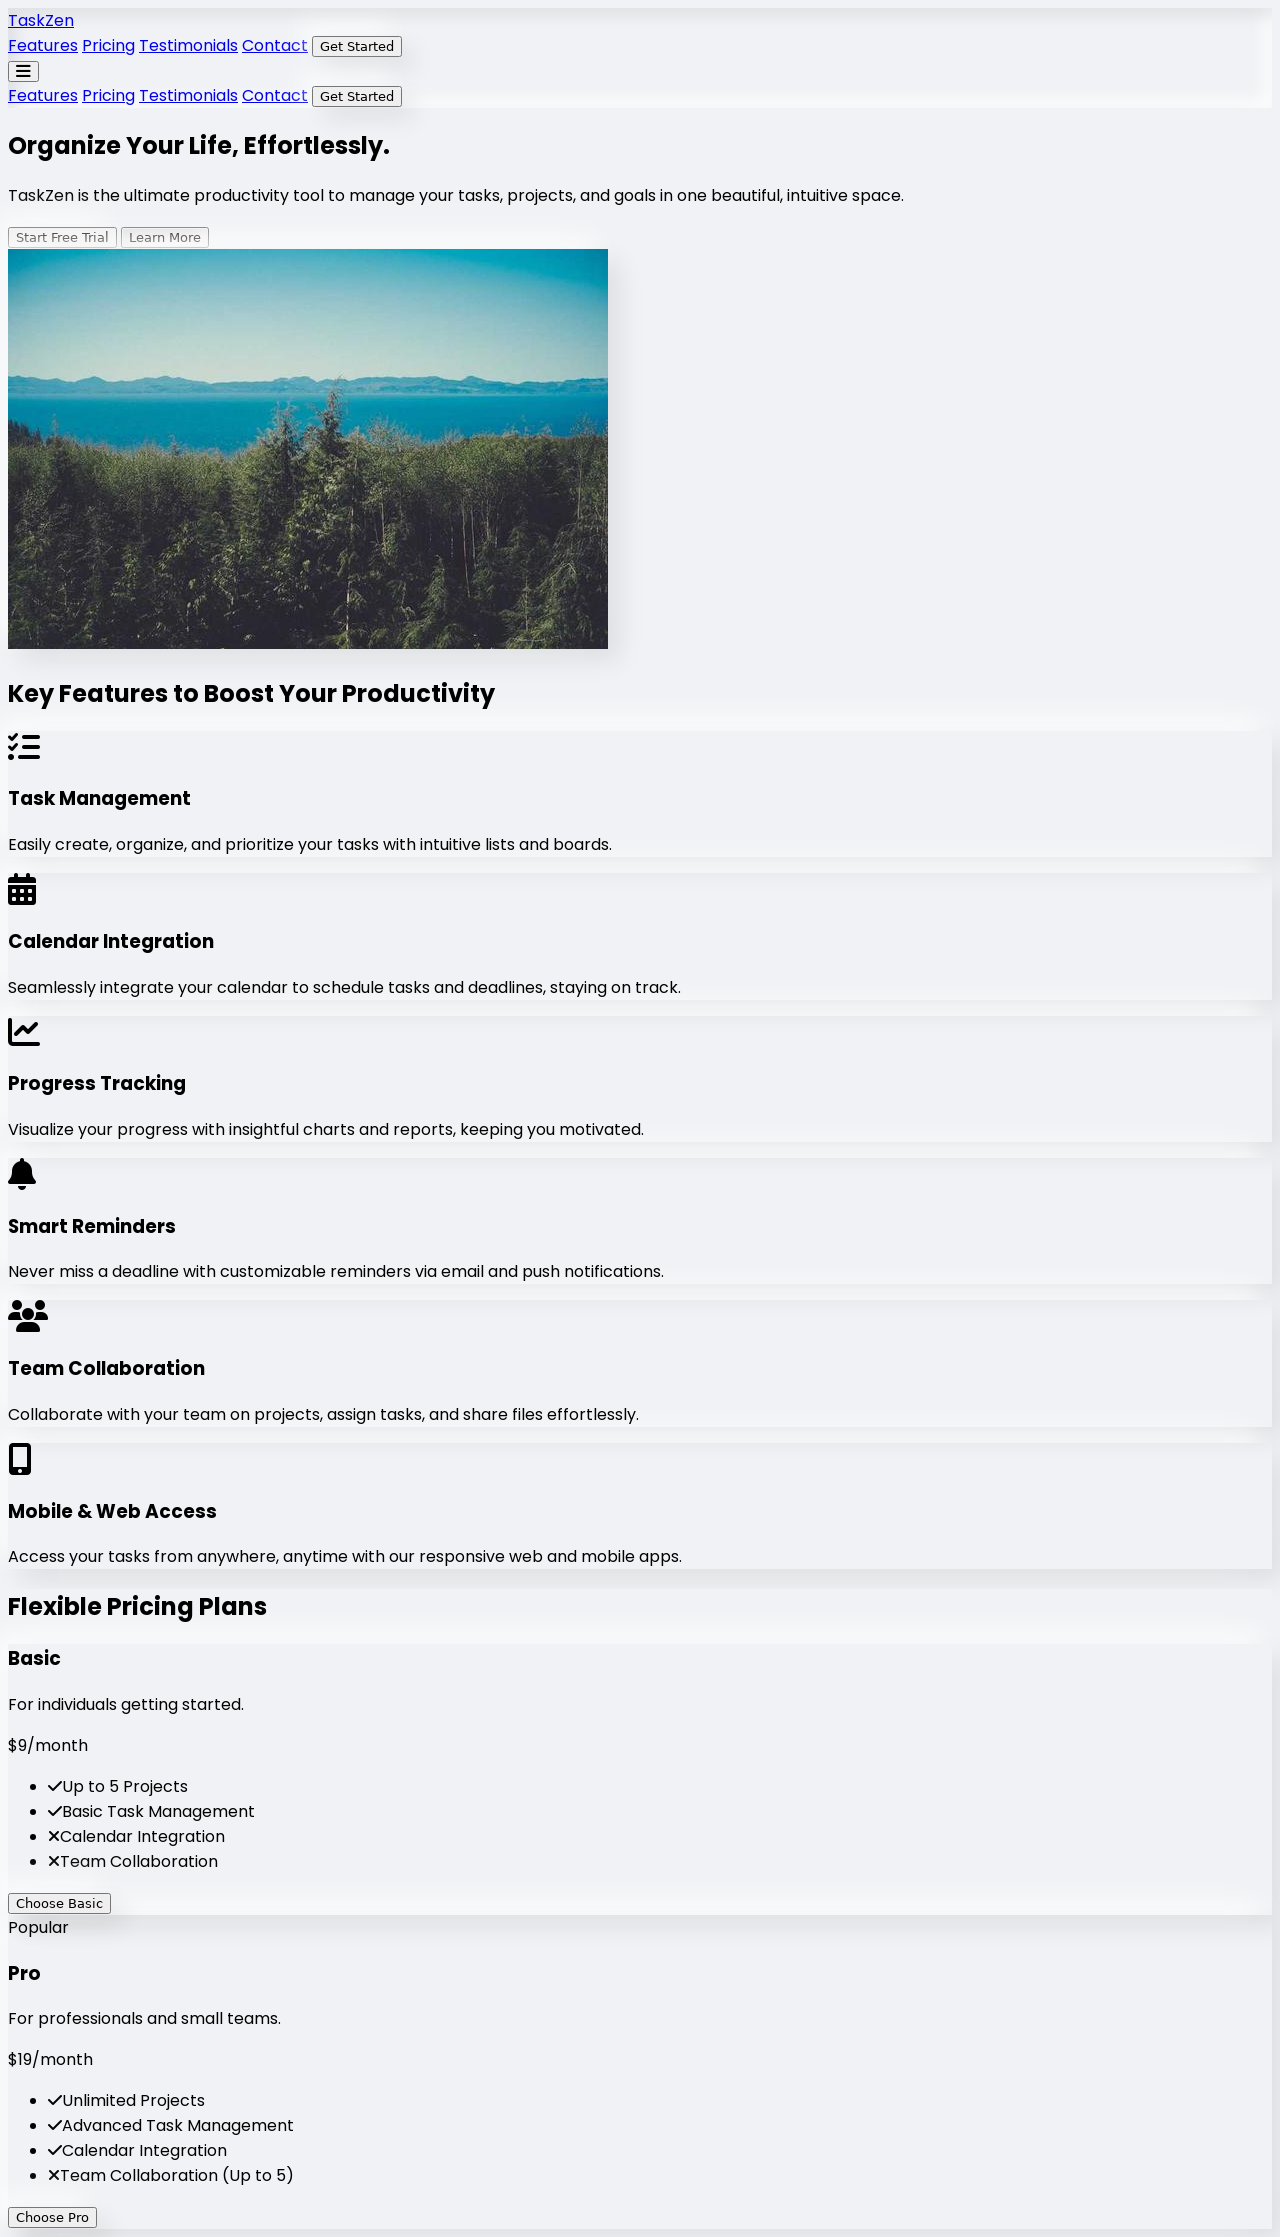 TaskZen
Features Pricing Testimonials Contact Get Started
Features Pricing Testimonials Contact Get Started
Organize Your Life, Effortlessly.
TaskZen is the ultimate productivity tool to manage your tasks, projects, and goals in one beautiful, intuitive space.
Start Free Trial Learn More
Key Features to Boost Your Productivity
Task Management
Easily create, organize, and prioritize your tasks with intuitive lists and boards.
Calendar Integration
Seamlessly integrate your calendar to schedule tasks and deadlines, staying on track.
Progress Tracking
Visualize your progress with insightful charts and reports, keeping you motivated.
Smart Reminders
Never miss a deadline with customizable reminders via email and push notifications.
Team Collaboration
Collaborate with your team on projects, assign tasks, and share files effortlessly.
Mobile & Web Access
Access your tasks from anywhere, anytime with our responsive web and mobile apps.
Flexible Pricing Plans
Basic
For individuals getting started.
$9/month
Up to 5 Projects
Basic Task Management
Calendar Integration
Team Collaboration
Choose Basic
Popular
Pro
For professionals and small teams.
$19/month
Unlimited Projects
Advanced Task Management
Calendar Integration
Team Collaboration (Up to 5)
Choose Pro